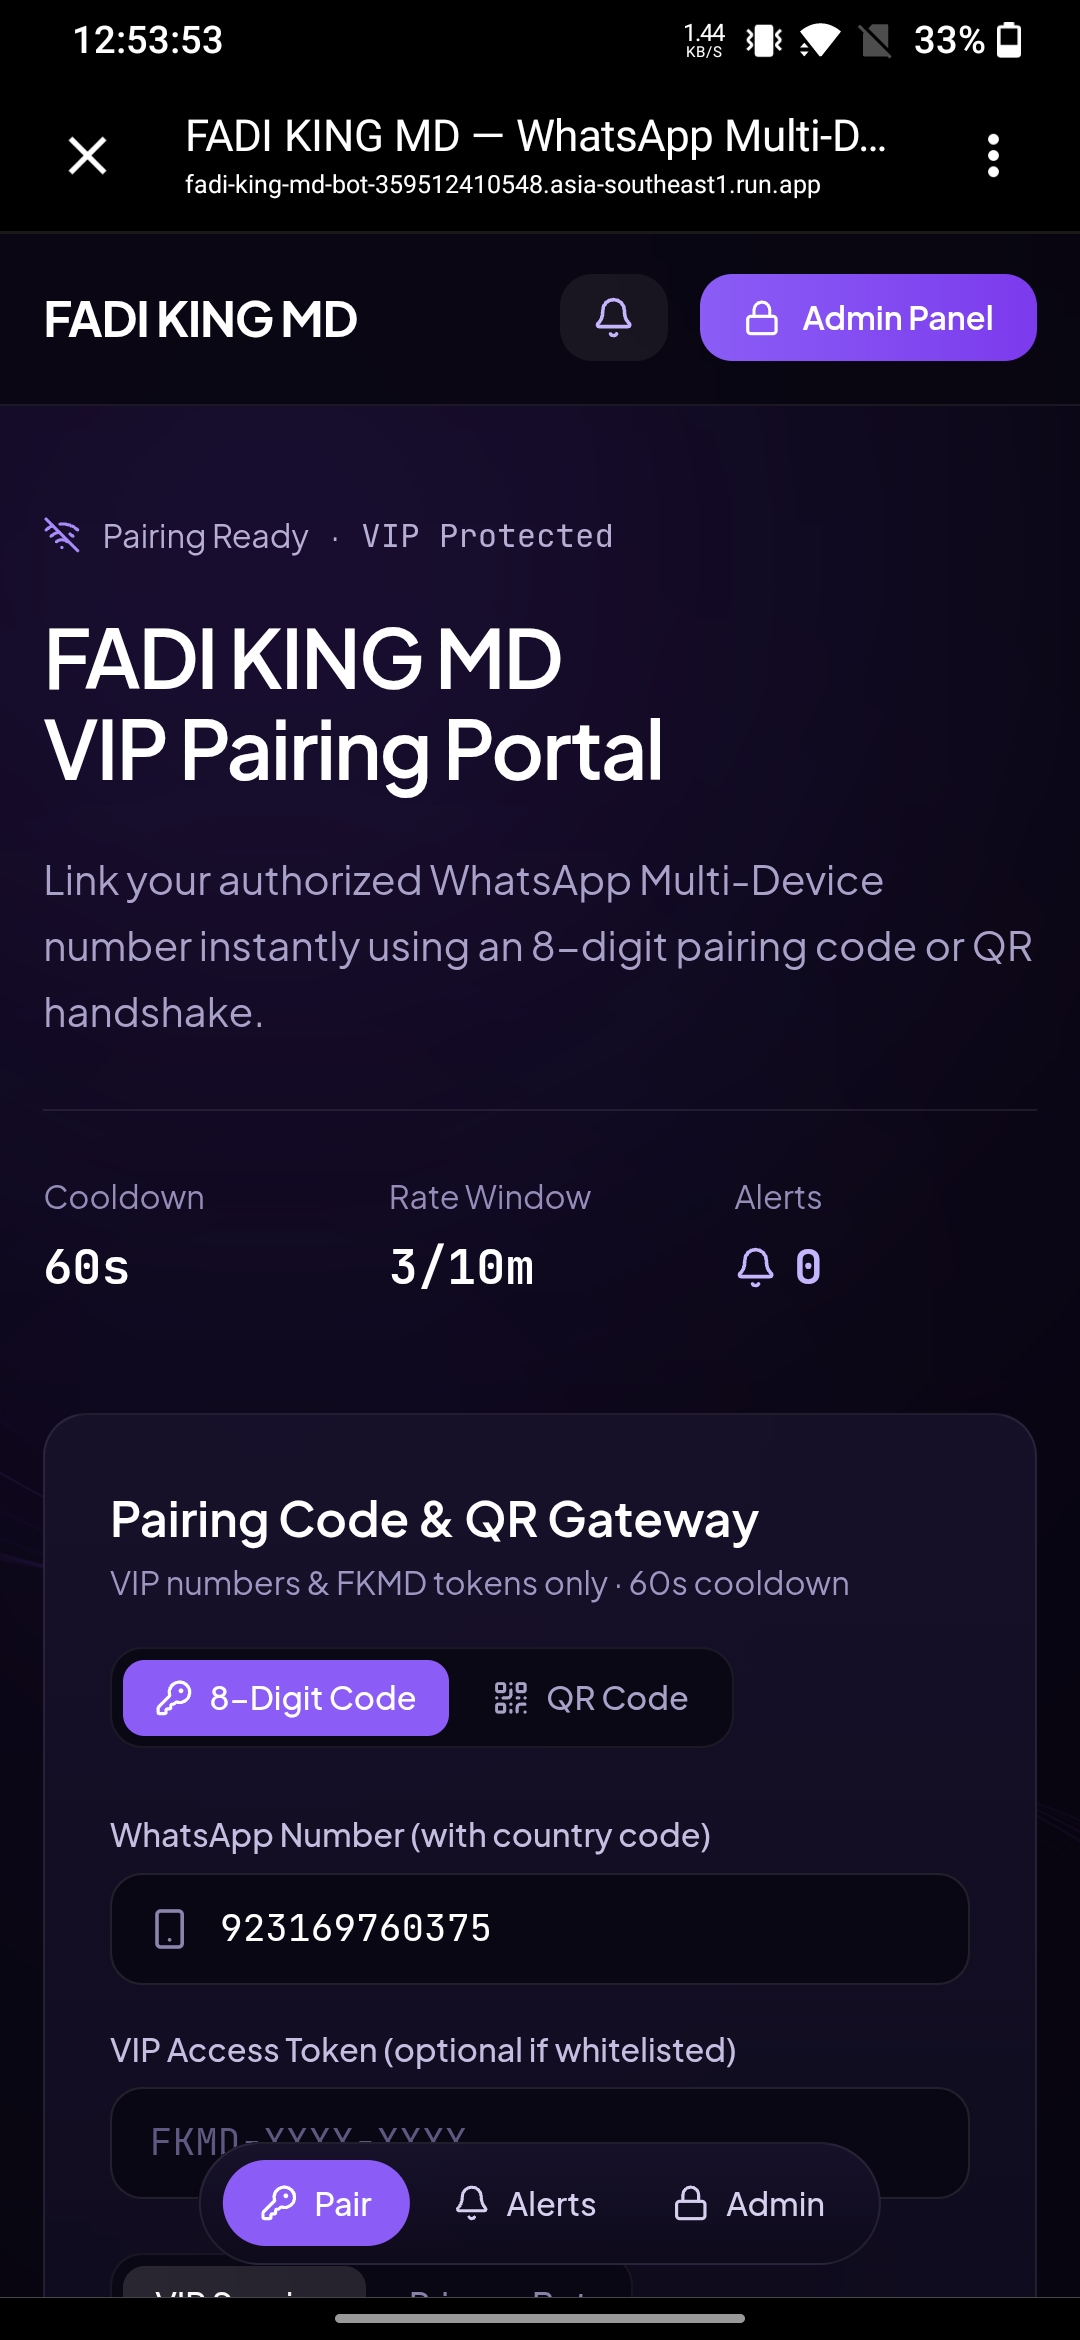 12:53:53
1.44
KB/S
33%
FADI KING MD — WhatsApp Multi-D...
fadi-king-md-bot-359512410548.asia-southeast1.run.app
FADI KING MD
Admin Panel
Pairing Ready · VIP Protected
FADI KING MD
VIP Pairing Portal
Link your authorized WhatsApp Multi-Device
number instantly using an 8-digit pairing code or QR
handshake.
Cooldown
Rate Window
Alerts
60s
3/10m
0
Pairing Code & QR Gateway
VIP numbers & FKMD tokens only · 60s cooldown
8-Digit Code
QR Code
WhatsApp Number (with country code)
923169760375
VIP Access Token (optional if whitelisted)
FKMD-XXXX-XXXX
Pair
Alerts
Admin